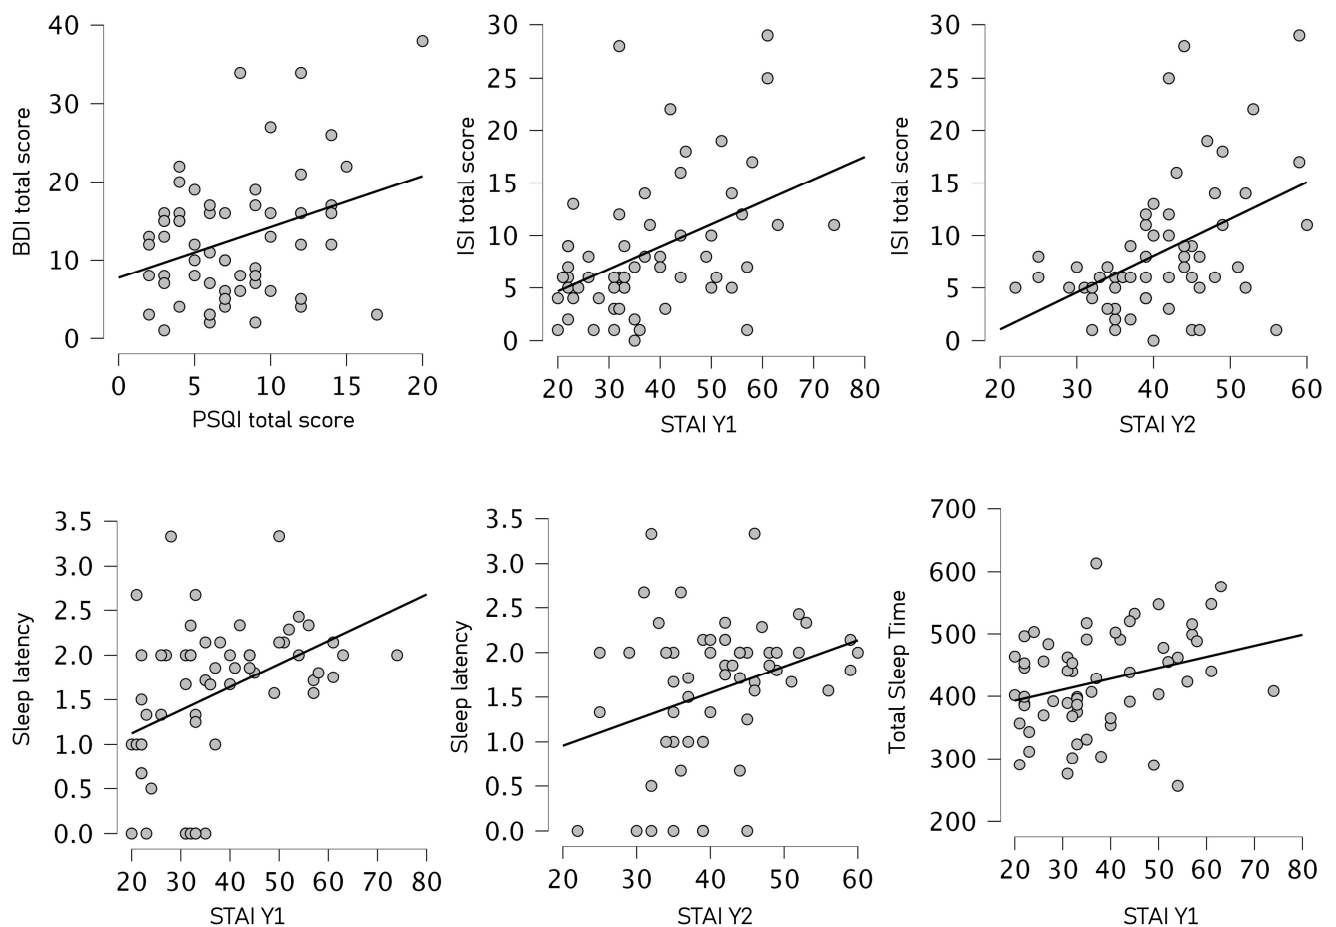 BDI total score
40
30
20
10
0
0 5 10 15 20
PSQI total score
ISI total score
30
25
20
15
10
5
0
20 30 40 50 60 70 80
STAI Y1
ISI total score
30
25
20
15
10
5
0
20 30 40 50 60
STAI Y2
Sleep latency
3.5
3.0
2.5
2.0
1.5
1.0
0.5
0.0
20 30 40 50 60 70 80
STAI Y1
Sleep latency
3.5
3.0
2.5
2.0
1.5
1.0
0.5
0.0
20 30 40 50 60
STAI Y2
Total Sleep Time
700
600
500
400
300
200
20 30 40 50 60 70 80
STAI Y1